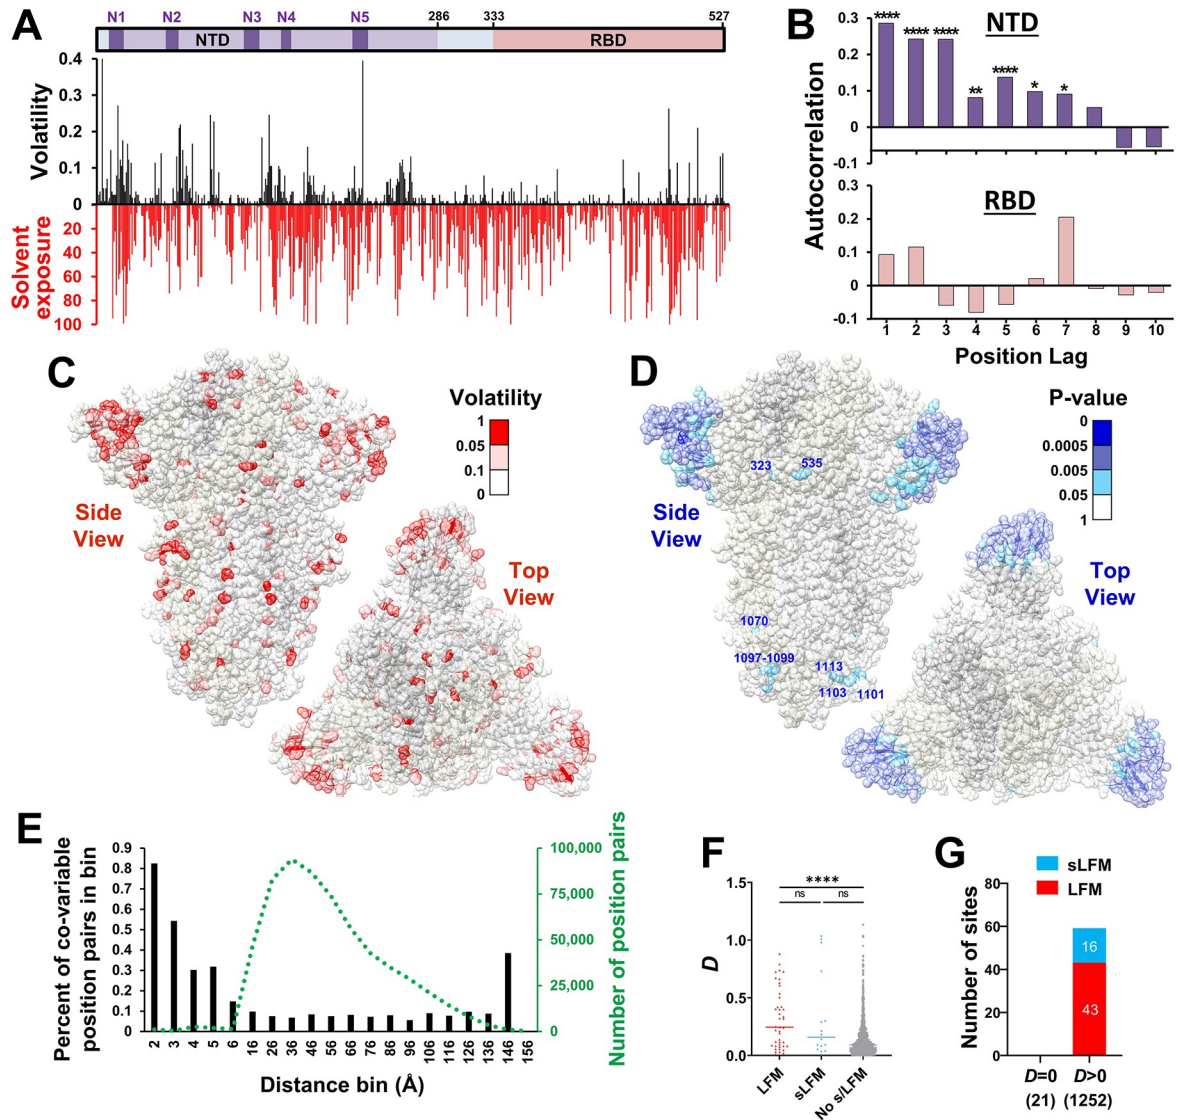 A
N1 N2 N3 N4 N5 286 333 527
NTD RBD
Volatility
0.4
0.3
0.2
0.1
0
20
40
60
80
100
Solvent
exposure
B
NTD
Autocorrelation
0.3
0.2
0.1
0
-0.1
**** **** **** ** **** * *
RBD
0.3
0.2
0.1
0
-0.1
1 2 3 4 5 6 7 8 9 10
Position Lag
C
Volatility
1
0.05
0.1
0
Side
View
Top
View
D
P-value
0
0.0005
0.005
0.05
1
323 535
Side
View
Top
View
1070
1097-1099
1113
1103 1101
E
Percent of co-variable
position pairs in bin
0.9
0.8
0.7
0.6
0.5
0.4
0.3
0.2
0.1
0
100,000
75,000
50,000
25,000
0
Number of position pairs
2 3 4 5 6 16 26 36 46 56 66 76 86 96 106 116 126 133 146 156
Distance bin (Å)
F
D
1.5
1.0
0.5
0.0
****
ns ns
LFM sLFM No s/LFM
G
sLFM
LFM
Number of sites
80
60
40
20
0
16
43
D=0 D>0
(21) (1252)